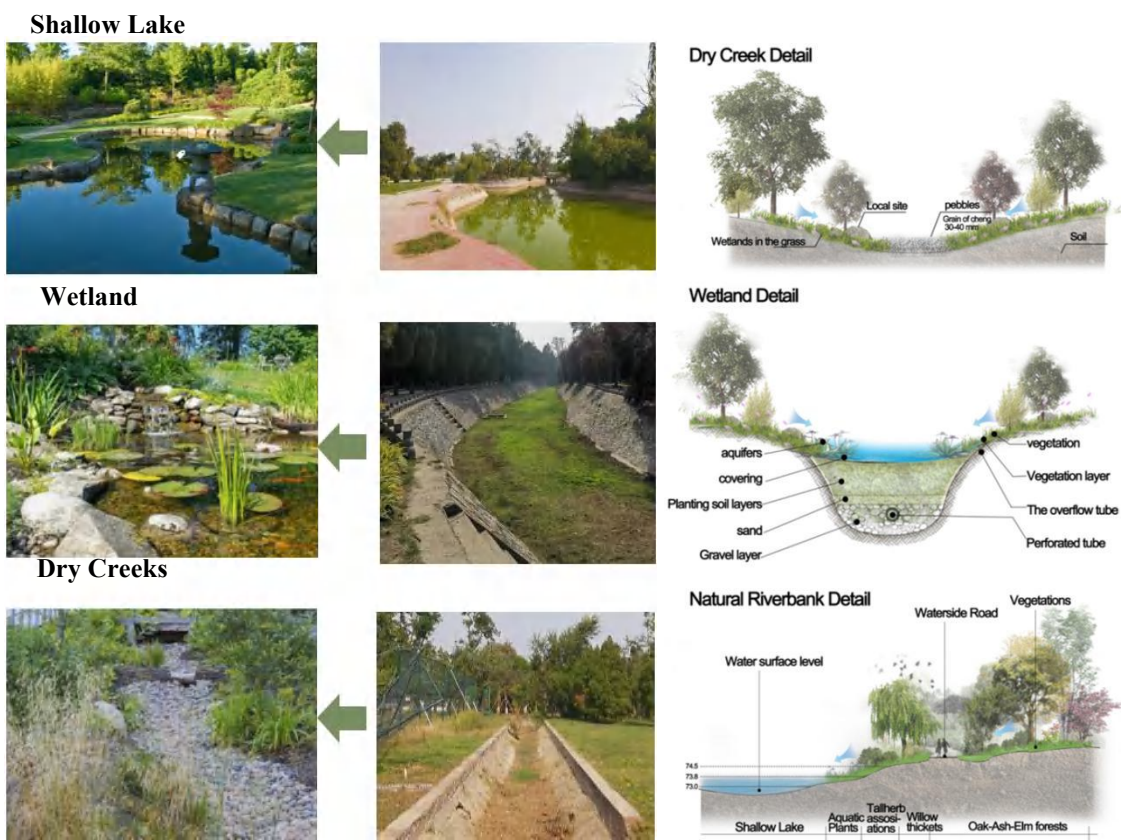 Shallow Lake
Dry Creek Detail
Local site
pebbles
Grain of cheng
30-40 mm
Wetlands in the grass
Soil
Wetland
Wetland Detail
aquifers
covering
Planting soil layers
sand
Gravel layer
vegetation
Vegetation layer
The overflow tube
Perforated tube
Dry Creeks
Natural Riverbank Detail
Waterside Road
Vegetations
Water surface level
74.5
73.8
73.0
Shallow Lake
Aquatic
Plants
Tallherb
assosi-
ations
Willow
thickets
Oak-Ash-Elm forests